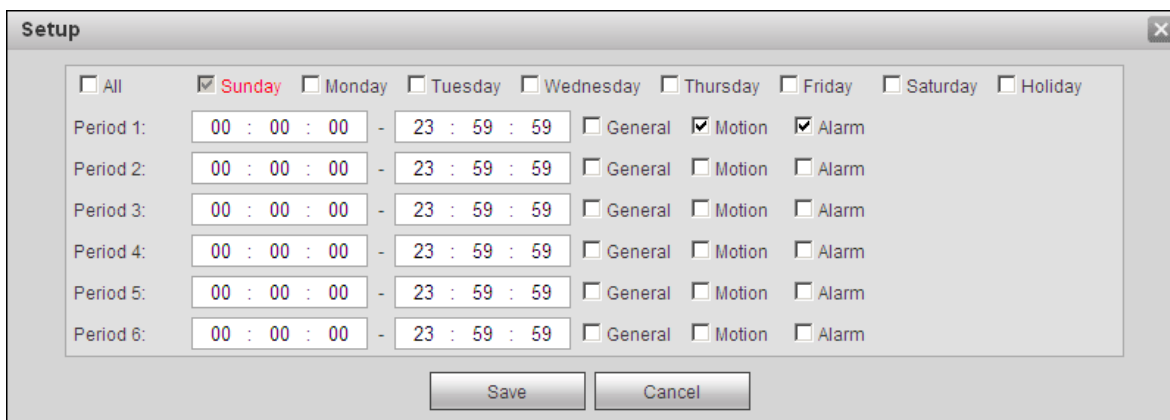 Setup
All Sunday Monday Tuesday Wednesday Thursday Friday Saturday Holiday
Period 1: 00 : 00 : 00 - 23 : 59 : 59 General Motion Alarm
Period 2: 00 : 00 : 00 - 23 : 59 : 59 General Motion Alarm
Period 3: 00 : 00 : 00 - 23 : 59 : 59 General Motion Alarm
Period 4: 00 : 00 : 00 - 23 : 59 : 59 General Motion Alarm
Period 5: 00 : 00 : 00 - 23 : 59 : 59 General Motion Alarm
Period 6: 00 : 00 : 00 - 23 : 59 : 59 General Motion Alarm
Save Cancel